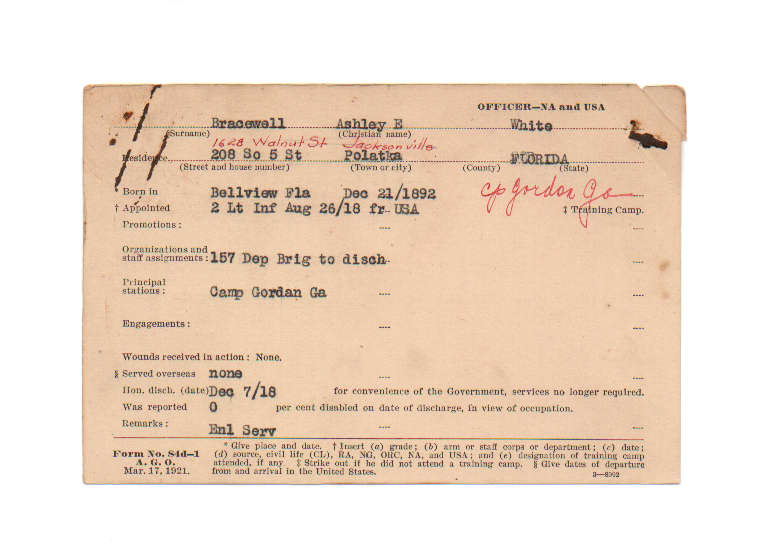 OFFICER—NA and USA
Bracewell Ashley E White
(Surname) (Christian name)
1628 Walnut St Jacksonville
Residence 208 So 5 St Polatka FLORIDA
(Street and house number) (Town or city) (County) (State)
Born in Bellview Fla Dec 21/1892 Cp Gordon Ga
† Appointed 2 Lt Inf Aug 26/18 fr USA ‡ Training Camp.
Promotions:
Organizations and
staff assignments: 157 Dep Brig to disch
Principal
stations: Camp Gordan Ga
Engagements:
Wounds received in action: None.
§ Served overseas none
Hon. disch. (date) Dec 7/18 for convenience of the Government, services no longer required.
Was reported 0 per cent disabled on date of discharge, in view of occupation.
Remarks: Enl Serv
Form No. 84d—1
A. G. O.
Mar. 17, 1921.
* Give place and date. † Insert (a) grade; (b) arm or staff corps or department; (c) date;
(d) source, civil life (CL), RA, NG, ORC, NA, and USA; and (e) designation of training camp
attended, if any ‡ Strike out if he did not attend a training camp. § Give dates of departure
from and arrival in the United States.
3—8092